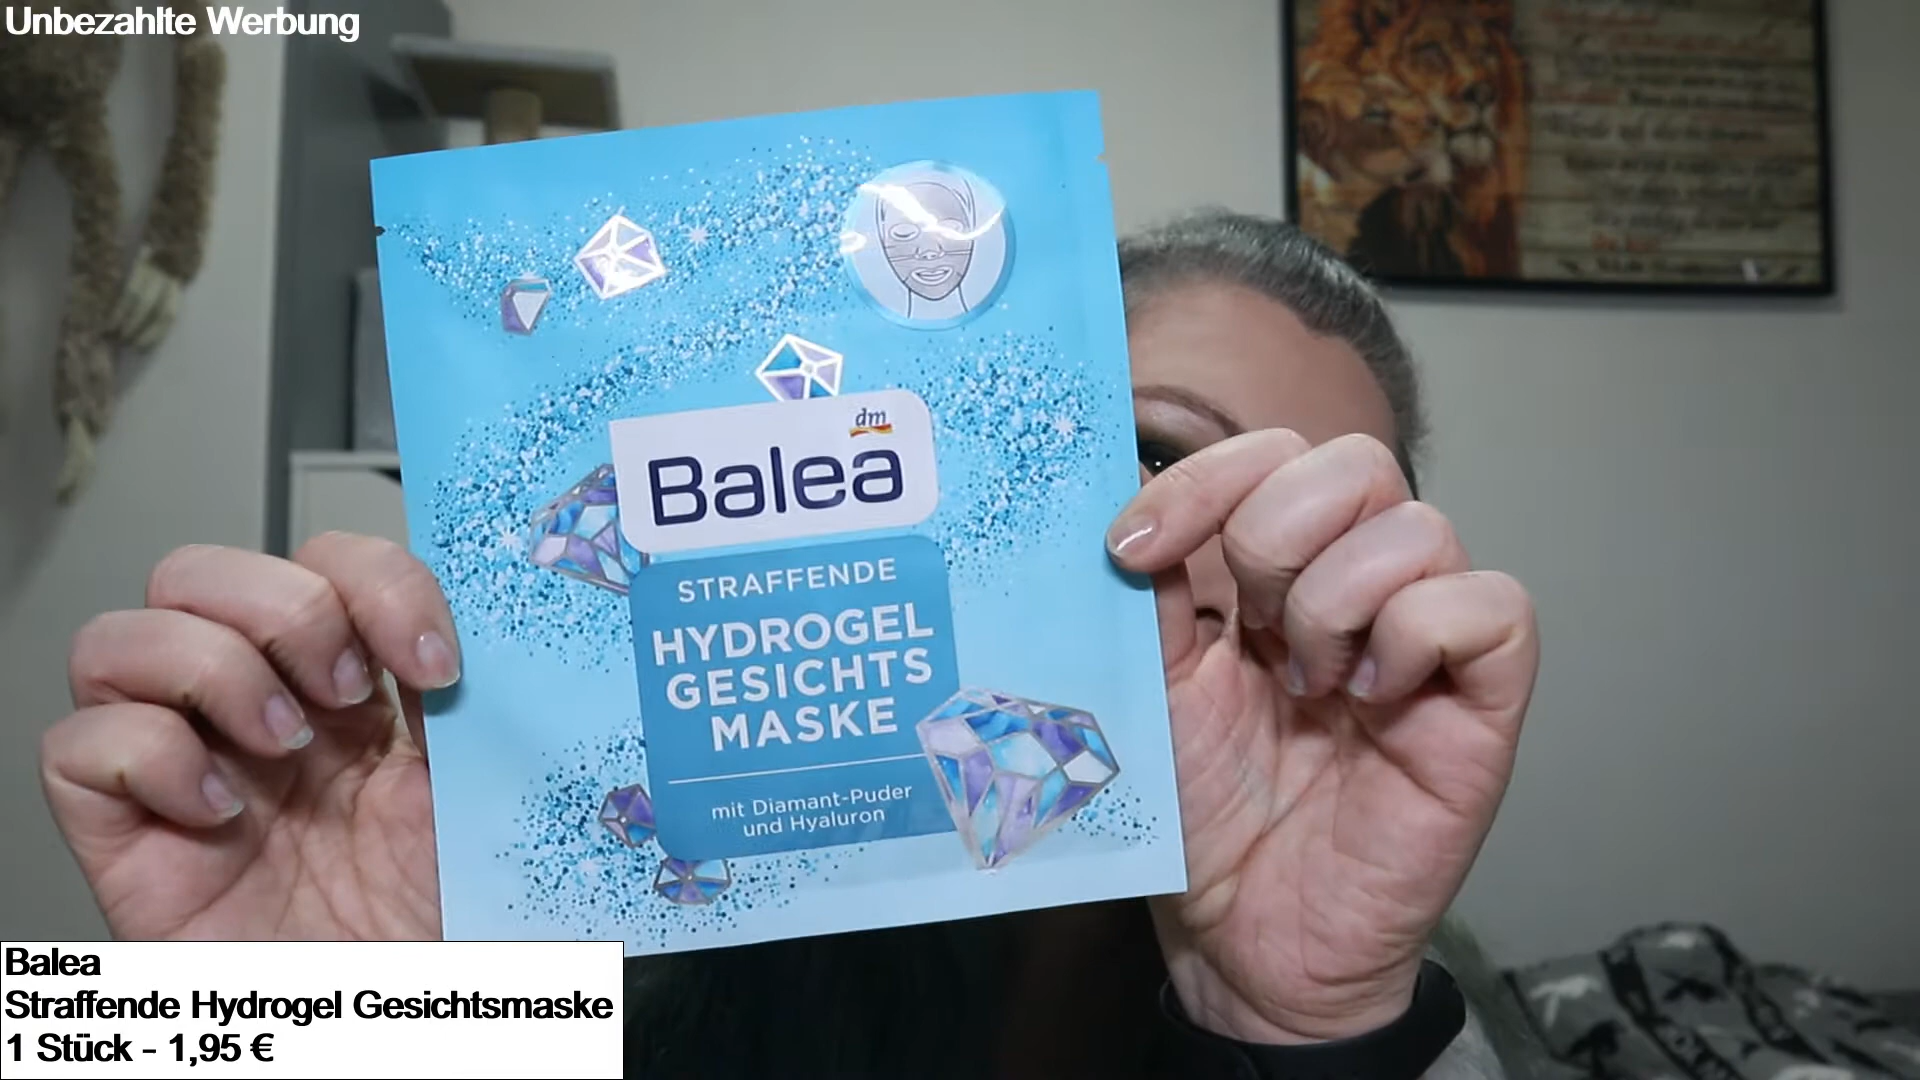 Unbezahlte Werbung
dm
Balea
STRAFFENDE
HYDROGEL
GESICHTS
MASKE
mit Diamant-Puder
und Hyaluron
Balea
Straffende Hydrogel Gesichtsmaske
1 Stück - 1,95 €